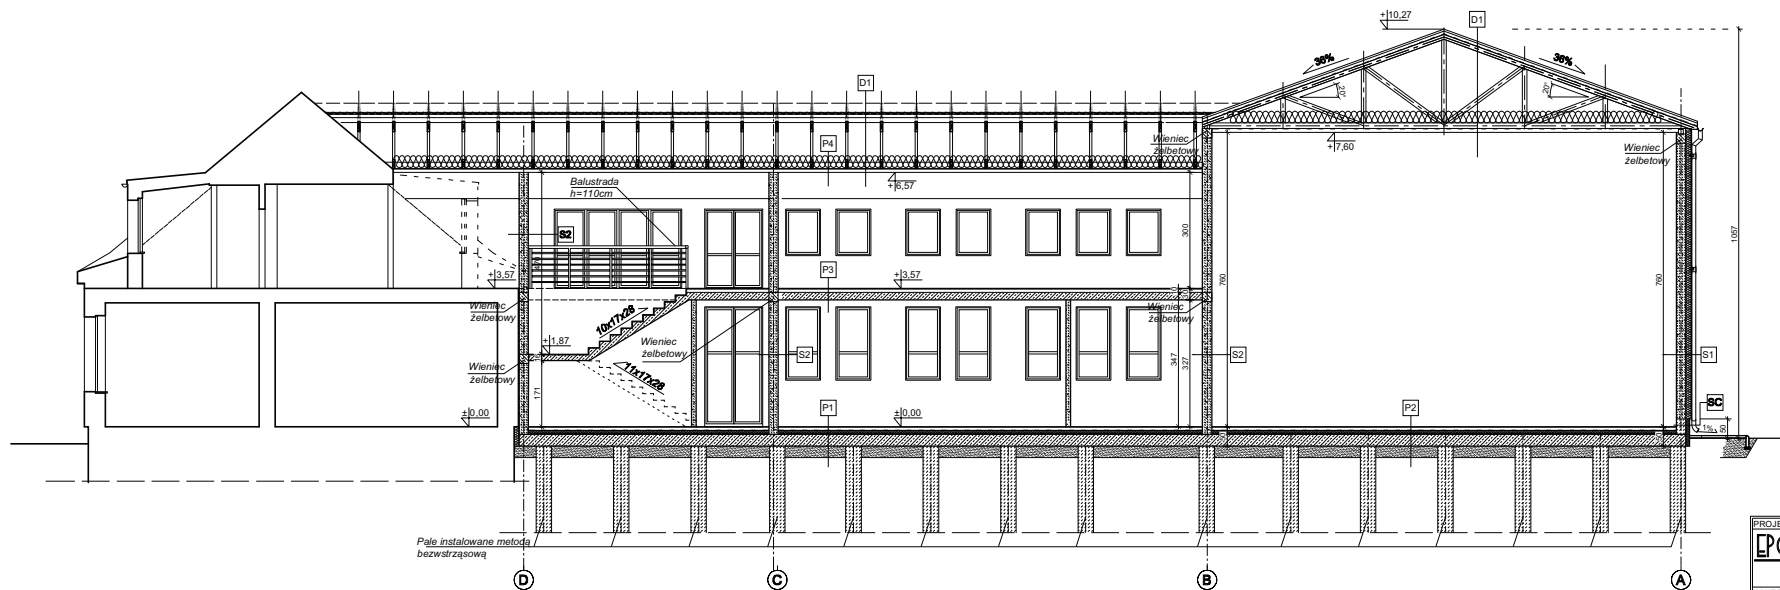 +10,27
D1
36%
36%
20°
20°
D1
P4
Wieniec
żelbetowy
+7,60
Wieniec
żelbetowy
Balustrada
h=110cm
+6,57
S2
300
1057
+3,57
P3
+3,57
760
760
Wieniec
żelbetowy
10x17x28
Wieniec
żelbetowy
+1,87
Wieniec
żelbetowy
S2
S2
S1
Wieniec
żelbetowy
11x17x28
347
327
171
±0,00
±0,00
P1
P2
SC
1%
50
Pale instalowane metodą
bezwstrząsową
D
C
B
A
PROJE
EPO